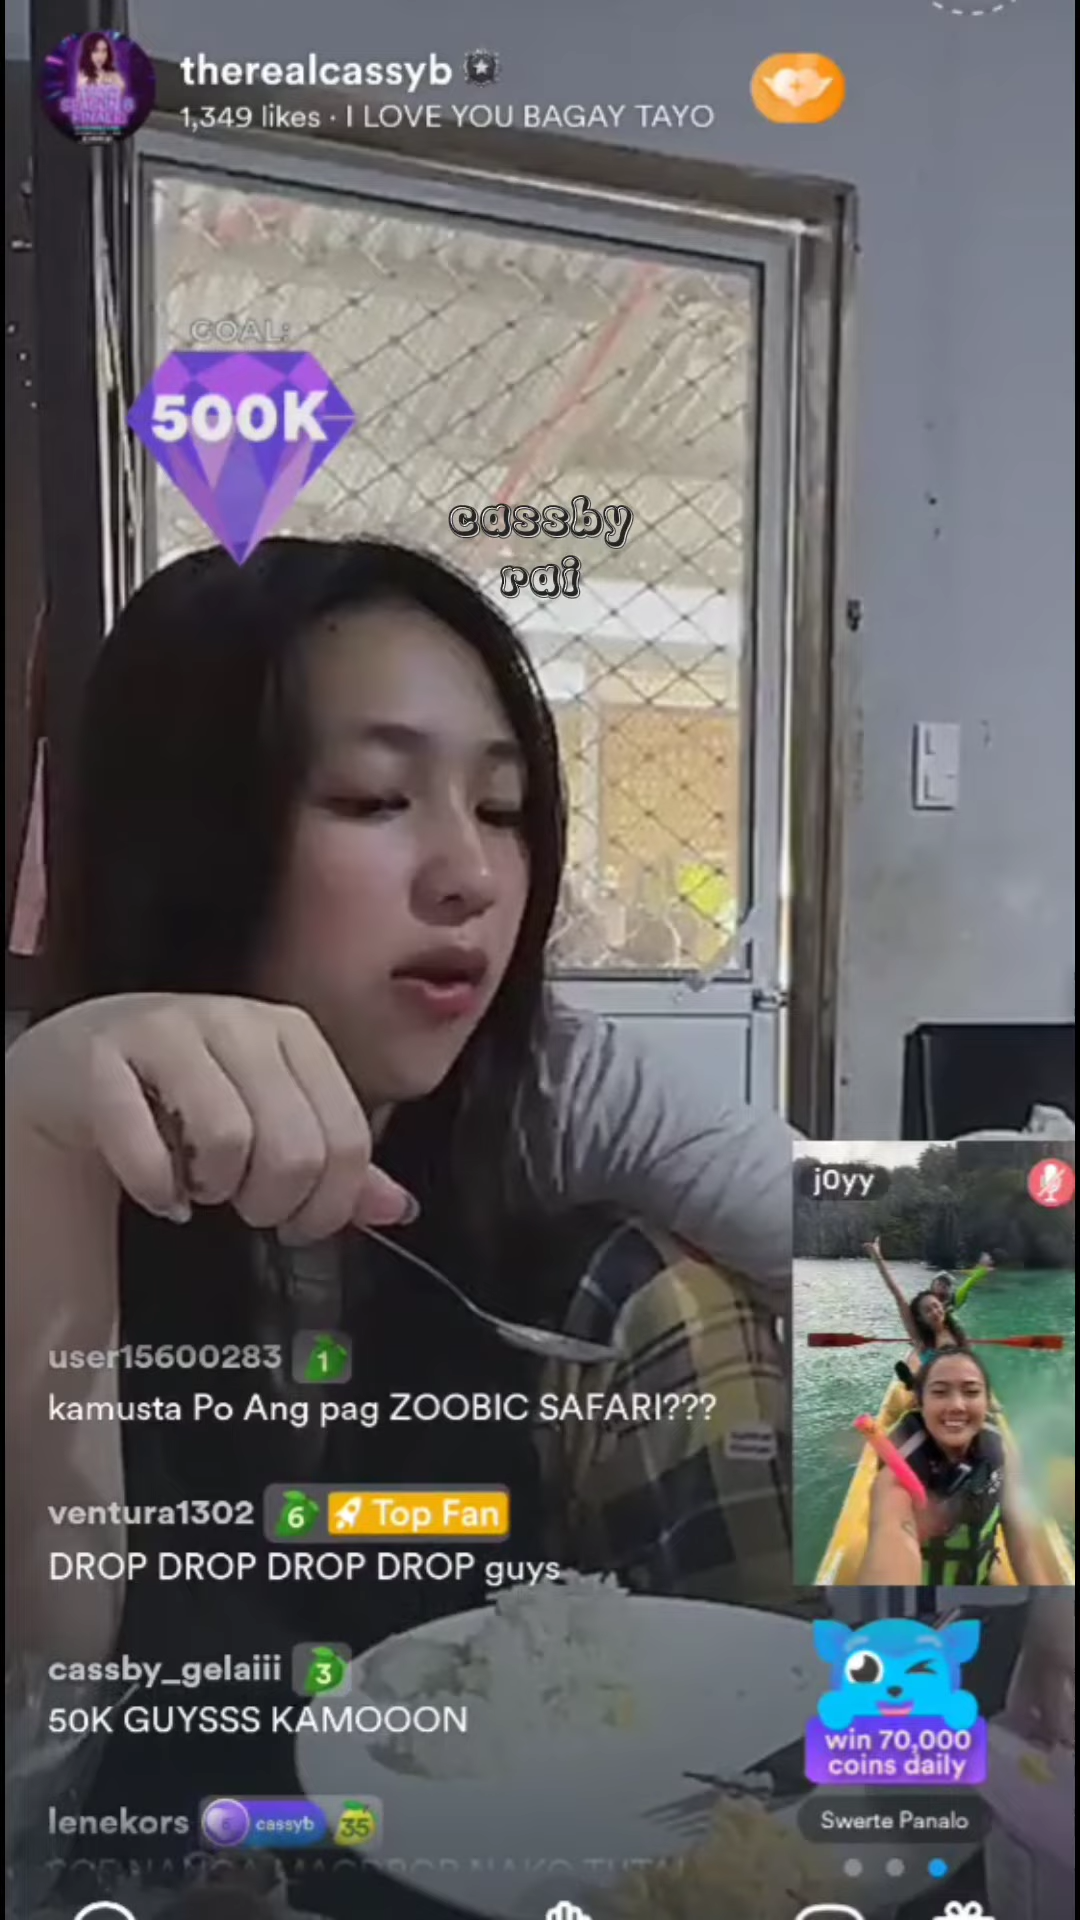 therealcassyb
1,349 likes · I LOVE YOU BAGAY TAYO
GOAL:
500K
cassby
rai
j0yy
user15600283 1
kamusta Po Ang pag ZOOBIC SAFARI???
ventura1302 6 Top Fan
DROP DROP DROP DROP guys
cassby_gelaiii 3
50K GUYSSS KAMOOON
win 70,000
coins daily
Swerte Panalo
lenekors cassyb 35